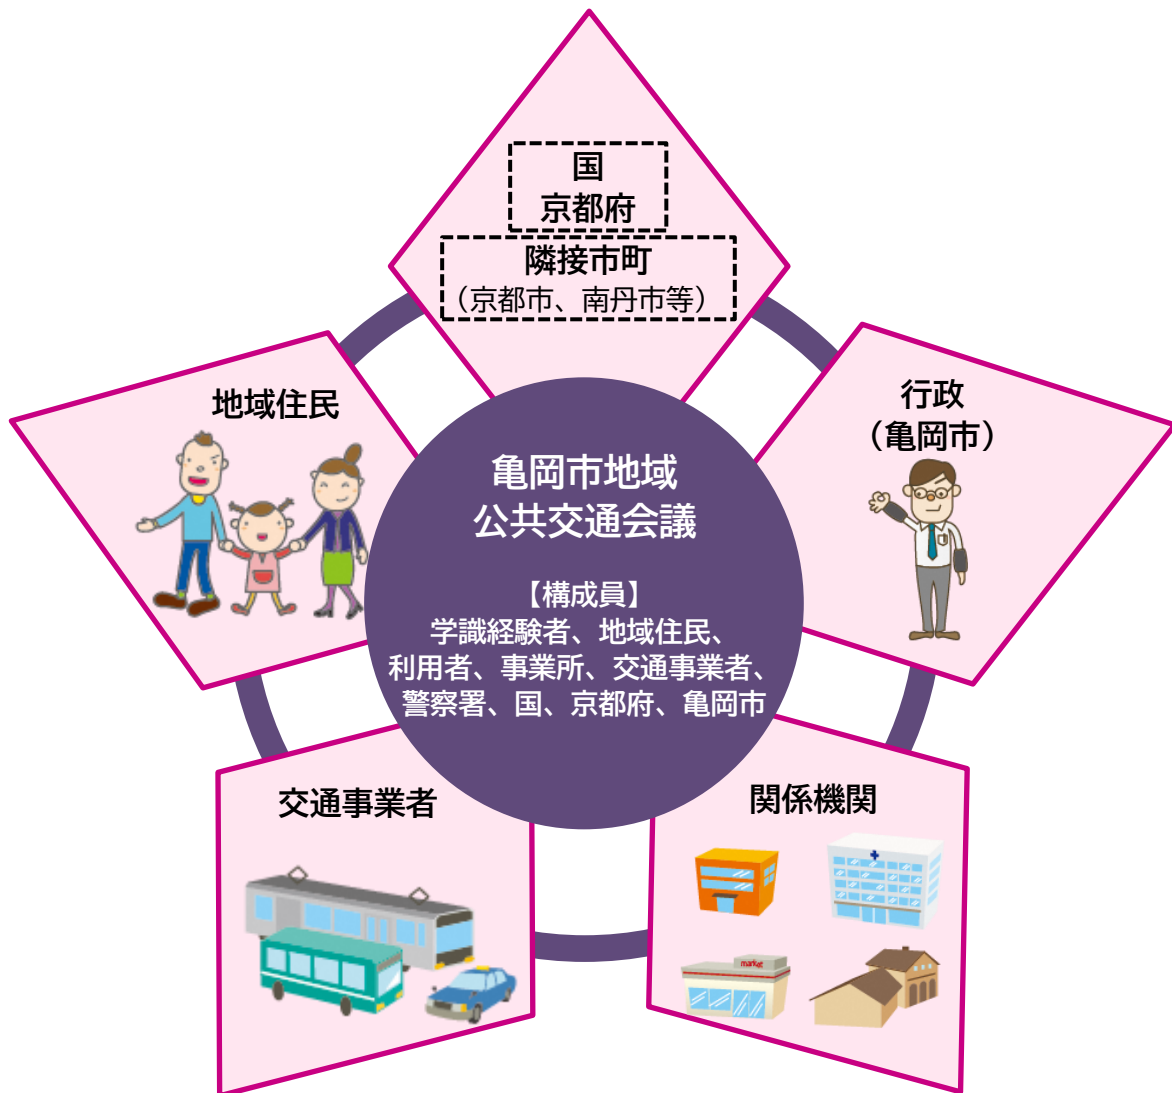 国
京都府
隣接市町
（京都市、南丹市等）
地域住民
行政
（亀岡市）
亀岡市地域
公共交通会議
【構成員】
学識経験者、地域住民、
利用者、事業所、交通事業者、
警察署、国、京都府、亀岡市
交通事業者
関係機関
market